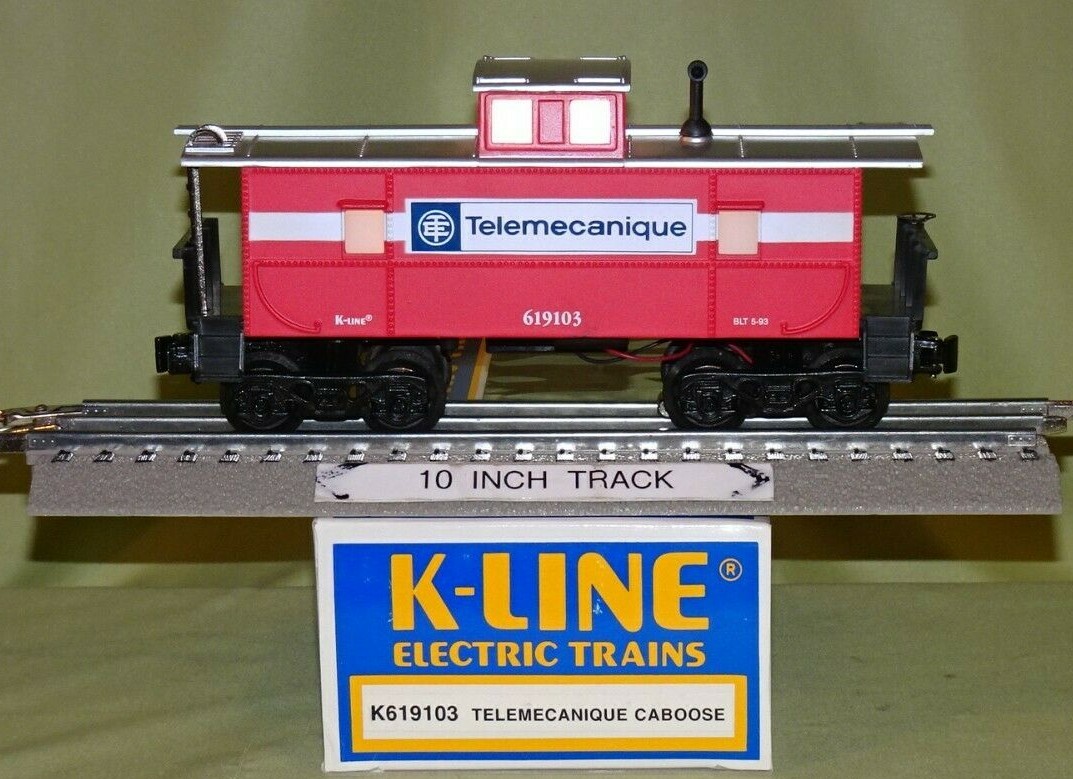 Telemecanique
K-LINE®
619103
BLT 5-93
10 INCH TRACK
K-LINE®
ELECTRIC TRAINS
K619103 TELEMECANIQUE CABOOSE